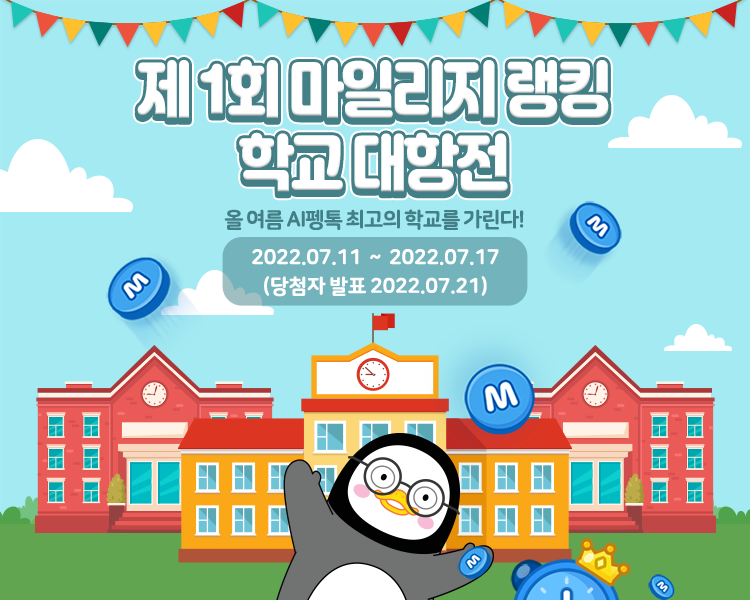 제 1회 마일리지 랭킹
학교 대항전
올 여름 AI펭톡 최고의 학교를 가린다!
2022.07.11 ~ 2022.07.17
(당첨자 발표 2022.07.21)
M
M
M
M
M